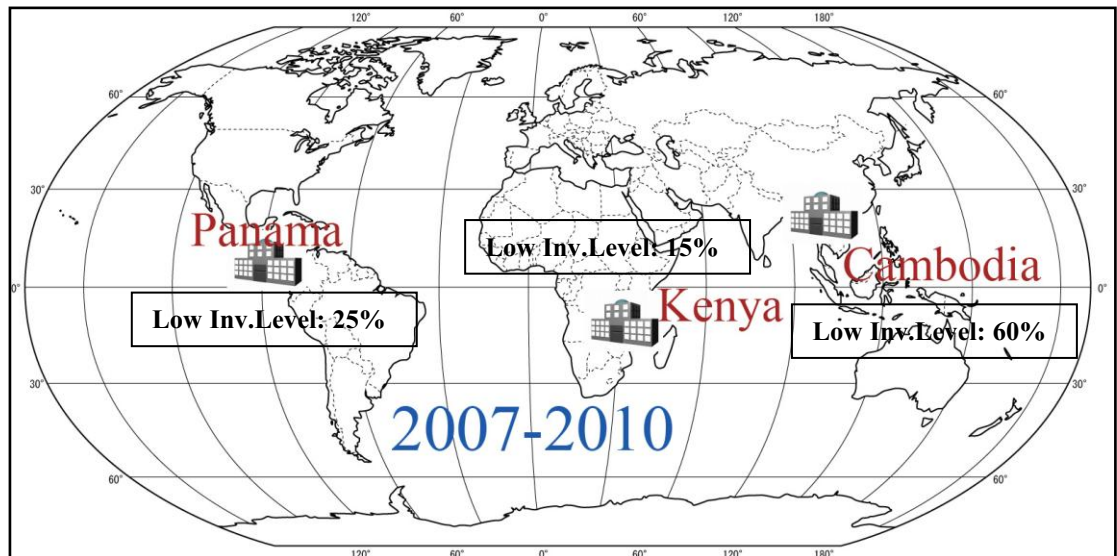 120° 60° 0° 60° 120° 180°
60° 60°
30° 30°
Panama
Low Inv.Level: 15%
Cambodia
0° 0°
Kenya
Low Inv.Level: 25%
Low Inv.Level: 60%
30° 30°
2007-2010
60° 60°
120° 60° 0° 60° 120° 180°